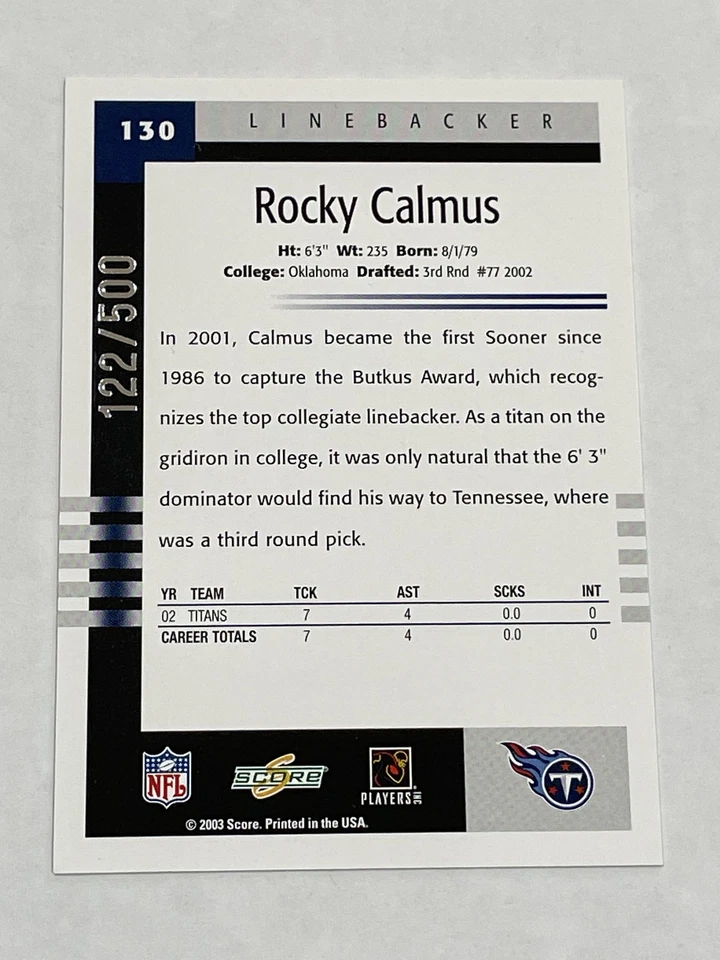 130
LINEBACKER
122/500
Rocky Calmus
Ht: 6'3" Wt: 235 Born: 8/1/79
College: Oklahoma Drafted: 3rd Rnd #77 2002
In 2001, Calmus became the first Sooner since
1986 to capture the Butkus Award, which recog-
nizes the top collegiate linebacker. As a titan on the
gridiron in college, it was only natural that the 6' 3"
dominator would find his way to Tennessee, where
was a third round pick.
YR TEAM TCK AST SCKS INT
02 TITANS 7 4 0.0 0
CAREER TOTALS 7 4 0.0 0
NFL SCORE PLAYERS INC T
© 2003 Score. Printed in the USA.